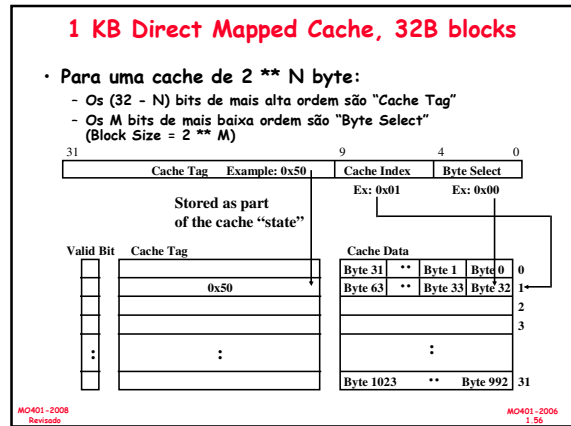 1 KB Direct Mapped Cache, 32B blocks
• Para uma cache de 2 ** N byte:
– Os (32 - N) bits de mais alta ordem são “Cache Tag”
– Os M bits de mais baixa ordem são “Byte Select”
(Block Size = 2 ** M)
31 9 4 0
Cache Tag Example: 0x50 Cache Index Byte Select
Ex: 0x01 Ex: 0x00
Stored as part
of the cache “state”
Valid Bit Cache Tag Cache Data
Byte 31 •• Byte 1 Byte 0 0
0x50 Byte 63 •• Byte 33 Byte 32 1
2
3
: : :
Byte 1023 •• Byte 992 31
MO401-2008
Revisado
MO401-2006
1.56